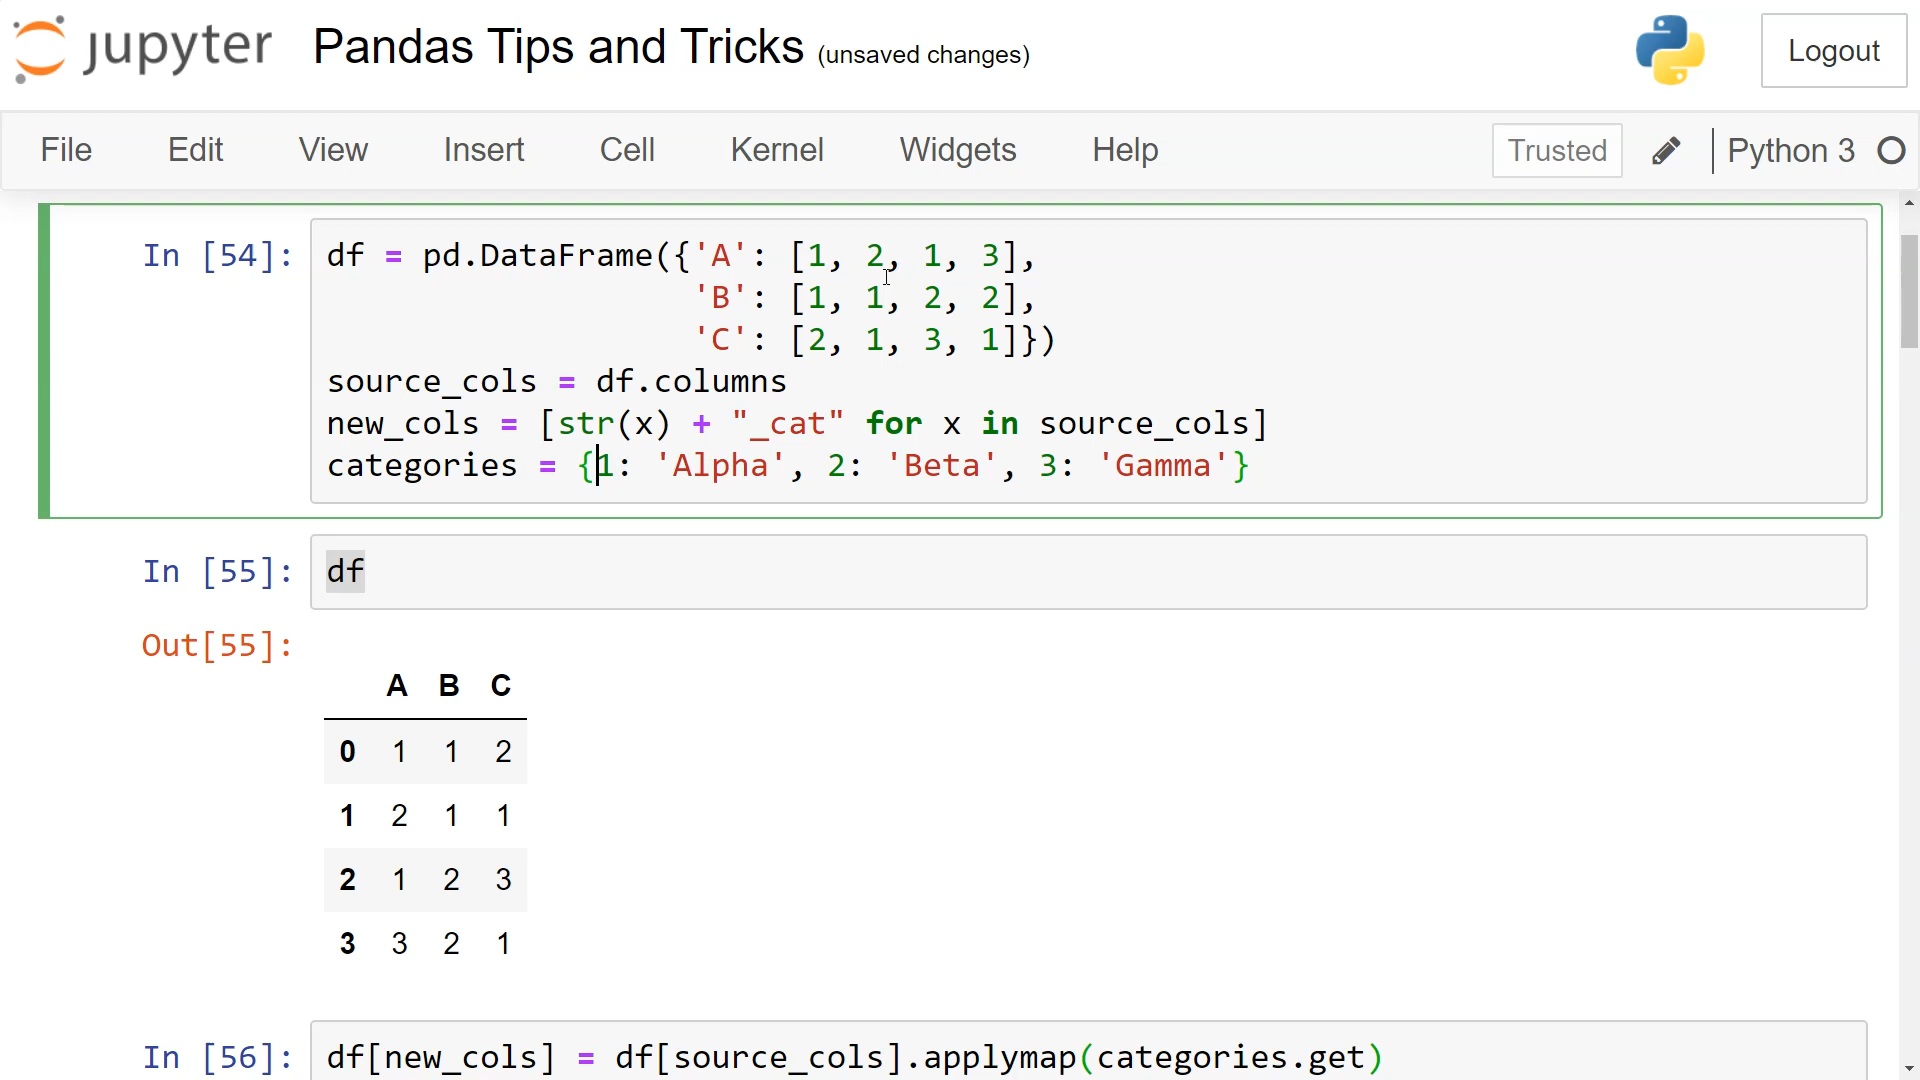 jupyter Pandas Tips and Tricks (unsaved changes) Logout
File Edit View Insert Cell Kernel Widgets Help Trusted Python 3
In [54]: df = pd.DataFrame({'A': [1, 2, 1, 3],
'B': [1, 1, 2, 2],
'C': [2, 1, 3, 1]})
source_cols = df.columns
new_cols = [str(x) + "_cat" for x in source_cols]
categories = {1: 'Alpha', 2: 'Beta', 3: 'Gamma'}
In [55]: df
Out[55]:
A B C
0 1 1 2
1 2 1 1
2 1 2 3
3 3 2 1
In [56]: df[new_cols] = df[source_cols].applymap(categories.get)